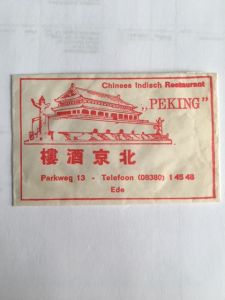 Chinees Indisch Restaurant
„PEKING”
樓酒京北
Parkweg 13 - Telefoon (08380) 1 45 48
Ede